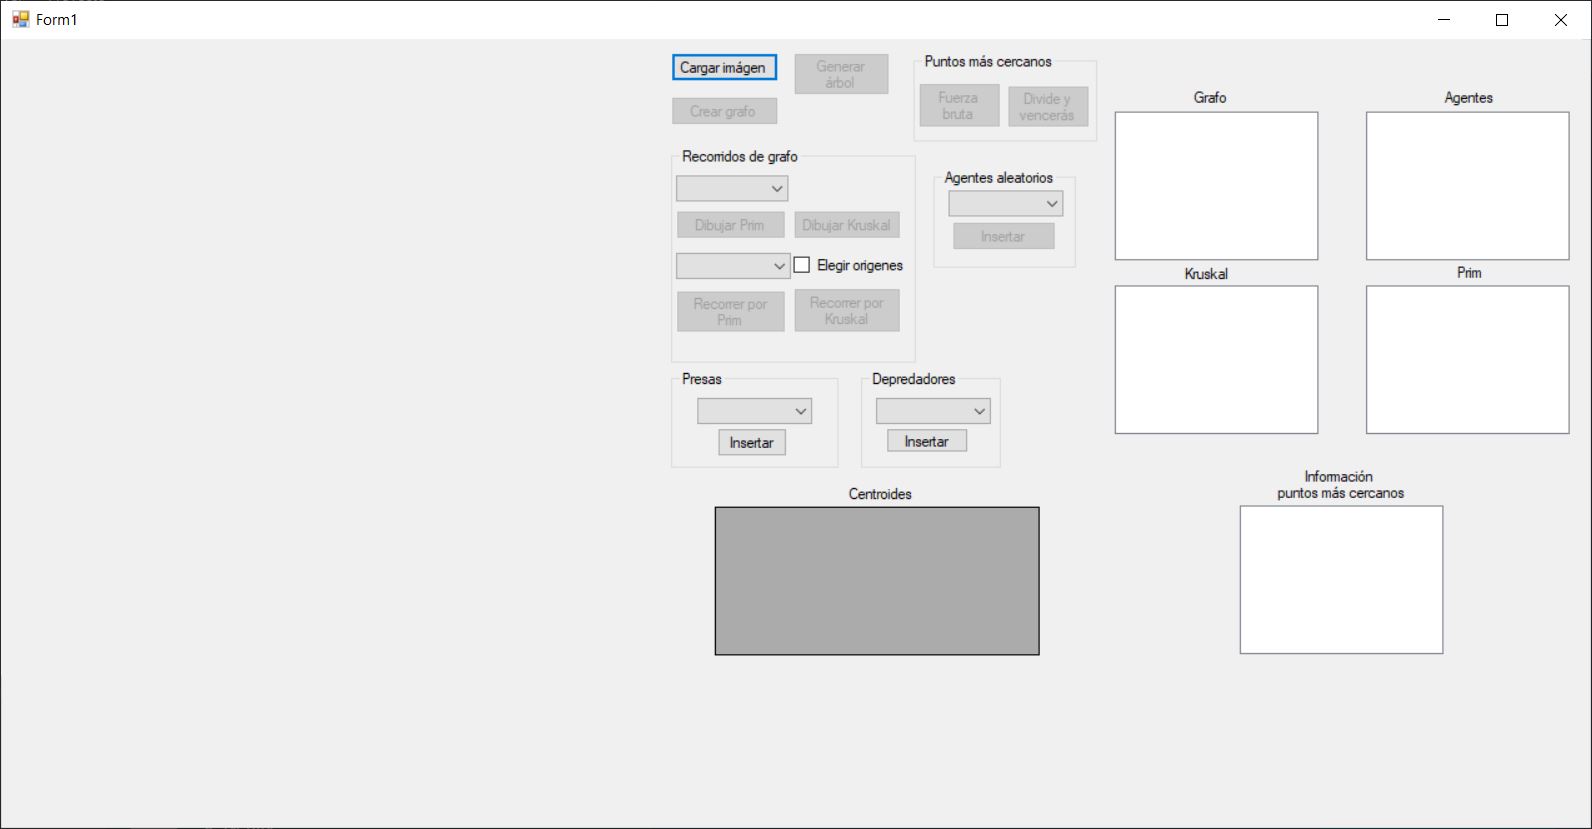 Form1
Cargar imágen
Generar
árbol
Crear grafo
Puntos más cercanos
Fuerza
bruta
Divide y
vencerás
Recorridos de grafo
Dibujar Prim
Dibujar Kruskal
Elegir origenes
Recorrer por
Prim
Recorrer por
Kruskal
Agentes aleatorios
Insertar
Presas
Insertar
Depredadores
Insertar
Centroides
Grafo
Agentes
Kruskal
Prim
Información
puntos más cercanos